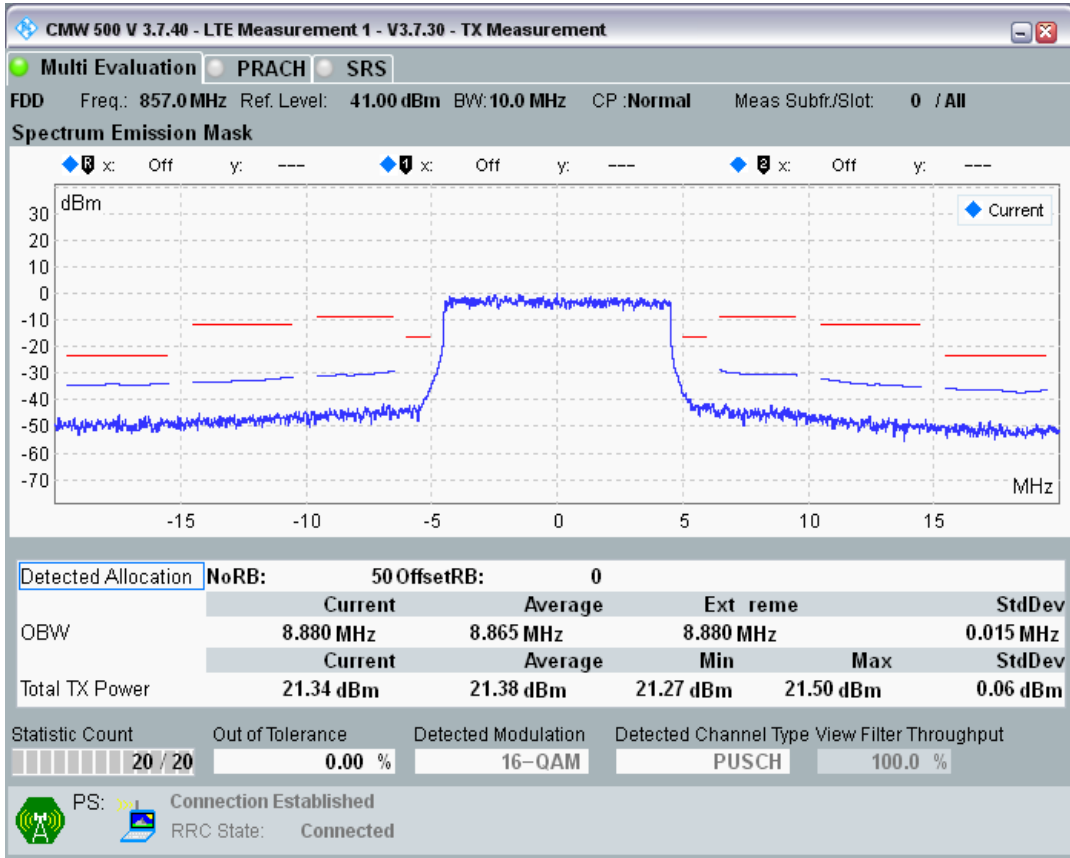 CMW 500 V 3.7.40 - LTE Measurement 1 - V3.7.30 - TX Measurement
Multi Evaluation PRACH SRS
FDD Freq.: 857.0 MHz Ref. Level: 41.00 dBm BW: 10.0 MHz CP :Normal Meas Subfr./Slot: 0 / All
Spectrum Emission Mask
R x: Off y: --- 1 x: Off y: --- 2 x: Off y: ---
dBm
Current
30
20
10
0
-10
-20
-30
-40
-50
-60
-70
MHz
-15 -10 -5 0 5 10 15
Detected Allocation NoRB: 50 OffsetRB: 0
Current Average Ext reme StdDev
OBW 8.880 MHz 8.865 MHz 8.880 MHz 0.015 MHz
Current Average Min Max StdDev
Total TX Power 21.34 dBm 21.38 dBm 21.27 dBm 21.50 dBm 0.06 dBm
Statistic Count Out of Tolerance Detected Modulation Detected Channel Type View Filter Throughput
20 / 20 0.00 % 16-QAM PUSCH 100.0 %
PS: Connection Established
RRC State: Connected